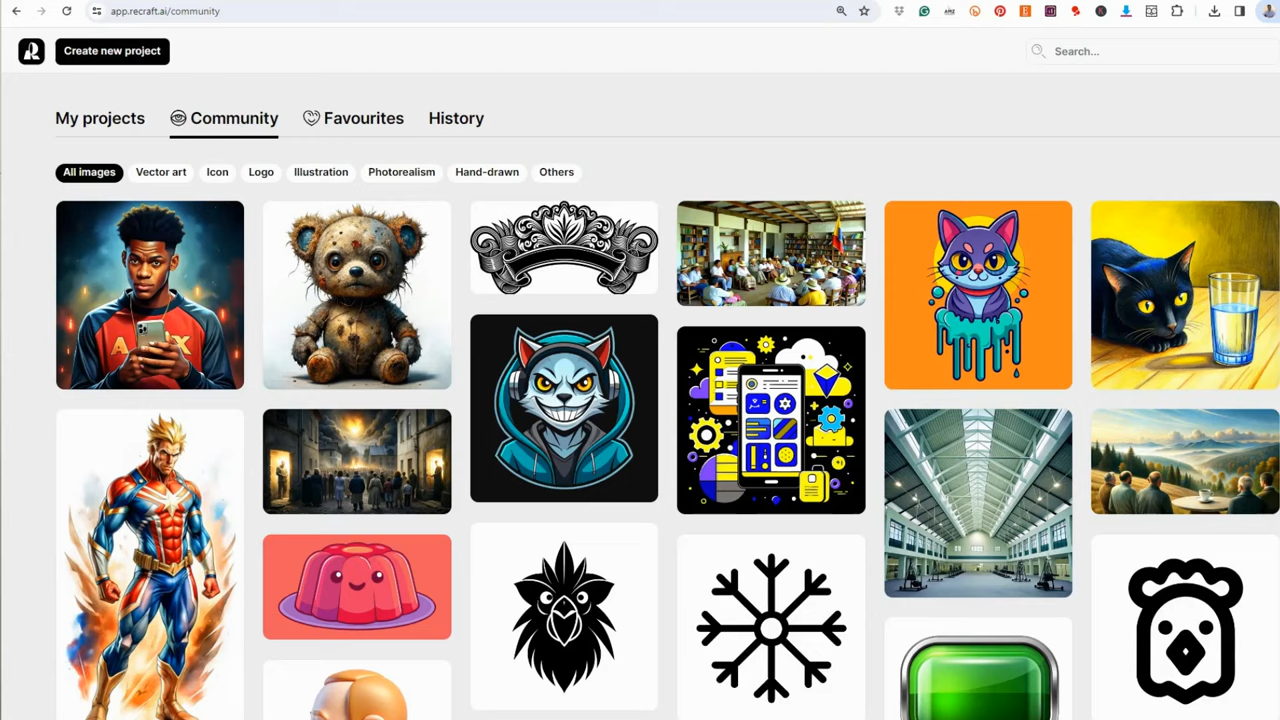 app.recraft.ai/community
Create new project
Search...
My projects
Community
Favourites
History
All images
Vector art
Icon
Logo
Illustration
Photorealism
Hand-drawn
Others